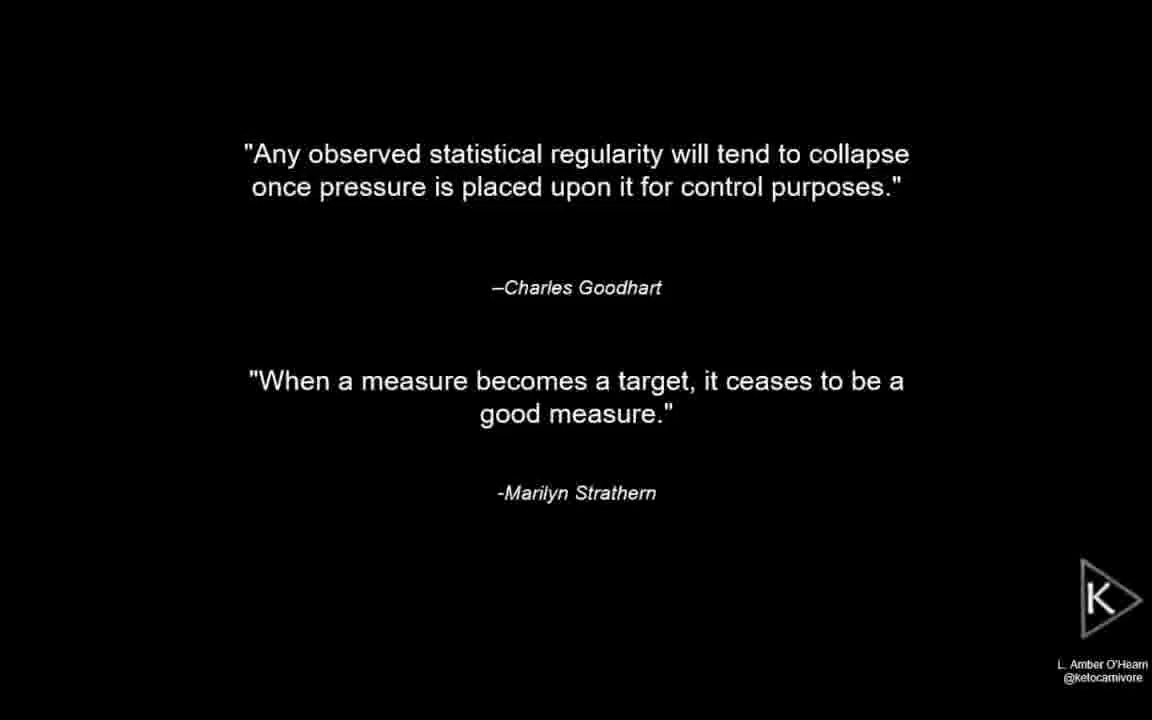 "Any observed statistical regularity will tend to collapse
once pressure is placed upon it for control purposes."
–Charles Goodhart
"When a measure becomes a target, it ceases to be a
good measure."
-Marilyn Strathern
K
L. Amber O'Hearn
@ketocarnivore